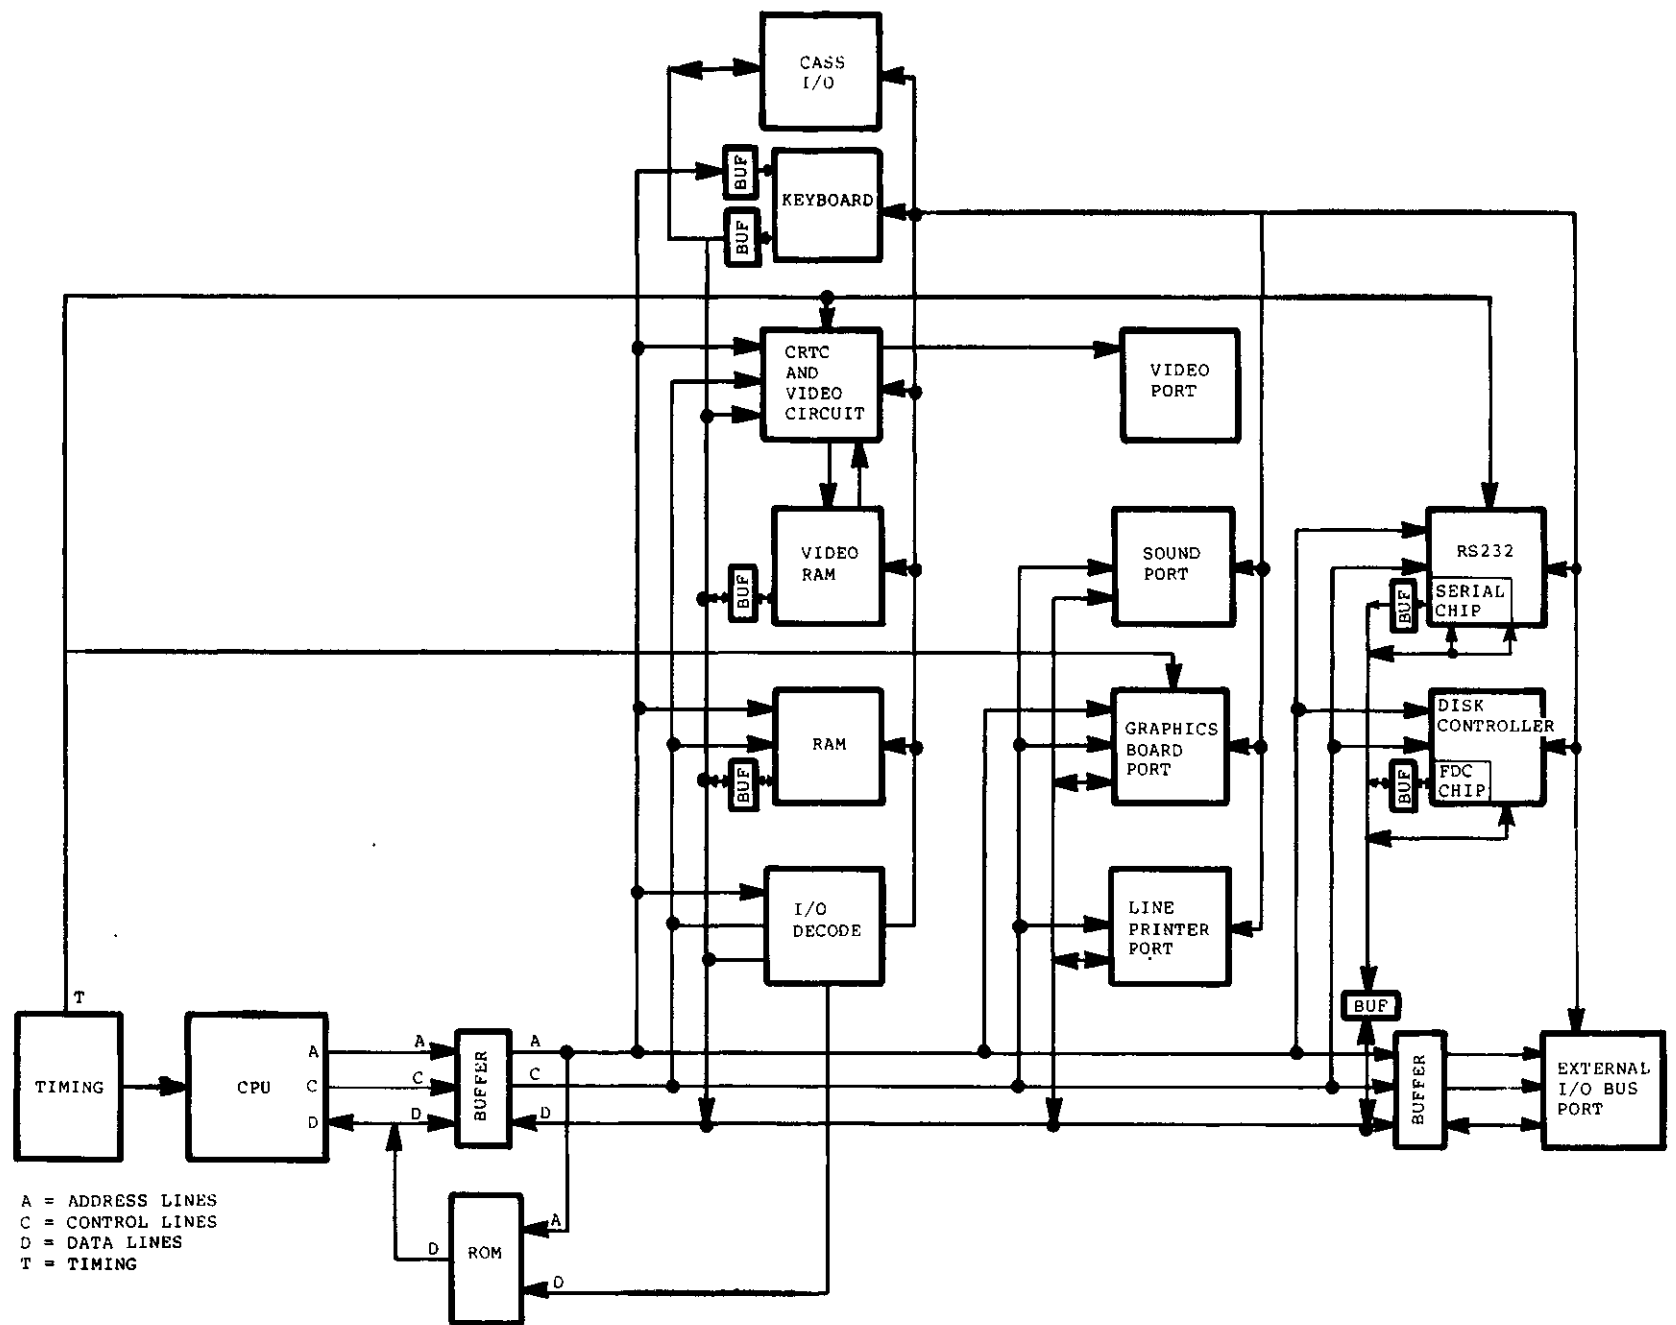 CASS
I/O
BUF
KEYBOARD
BUF
CRTC
AND
VIDEO
CIRCUIT
VIDEO
PORT
VIDEO
RAM
BUF
SOUND
PORT
RS232
SERIAL
CHIP
BUF
RAM
BUF
GRAPHICS
BOARD
PORT
DISK
CONTROLLER
FDC
CHIP
BUF
I/O
DECODE
LINE
PRINTER
PORT
BUF
T
TIMING
CPU
A
C
D
A
C
D
BUFFER
A
C
D
BUFFER
EXTERNAL
I/O BUS
PORT
A
D
ROM
D
A = ADDRESS LINES
C = CONTROL LINES
D = DATA LINES
T = TIMING